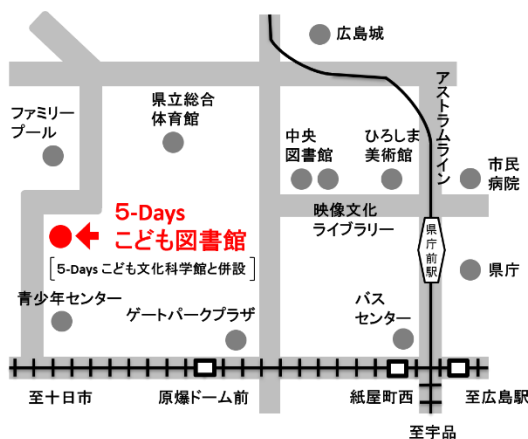 広島城
ファミリー
プール
県立総合
体育館
中央
図書館
ひろしま
美術館
アストラムライン
市民
病院
映像文化
ライブラリー
5-Days
こども図書館
[5-Days こども文化科学館と併設]
県庁前駅
県庁
青少年センター
ゲートパークプラザ
バス
センター
至十日市
原爆ドーム前
紙屋町西
至広島駅
至宇品